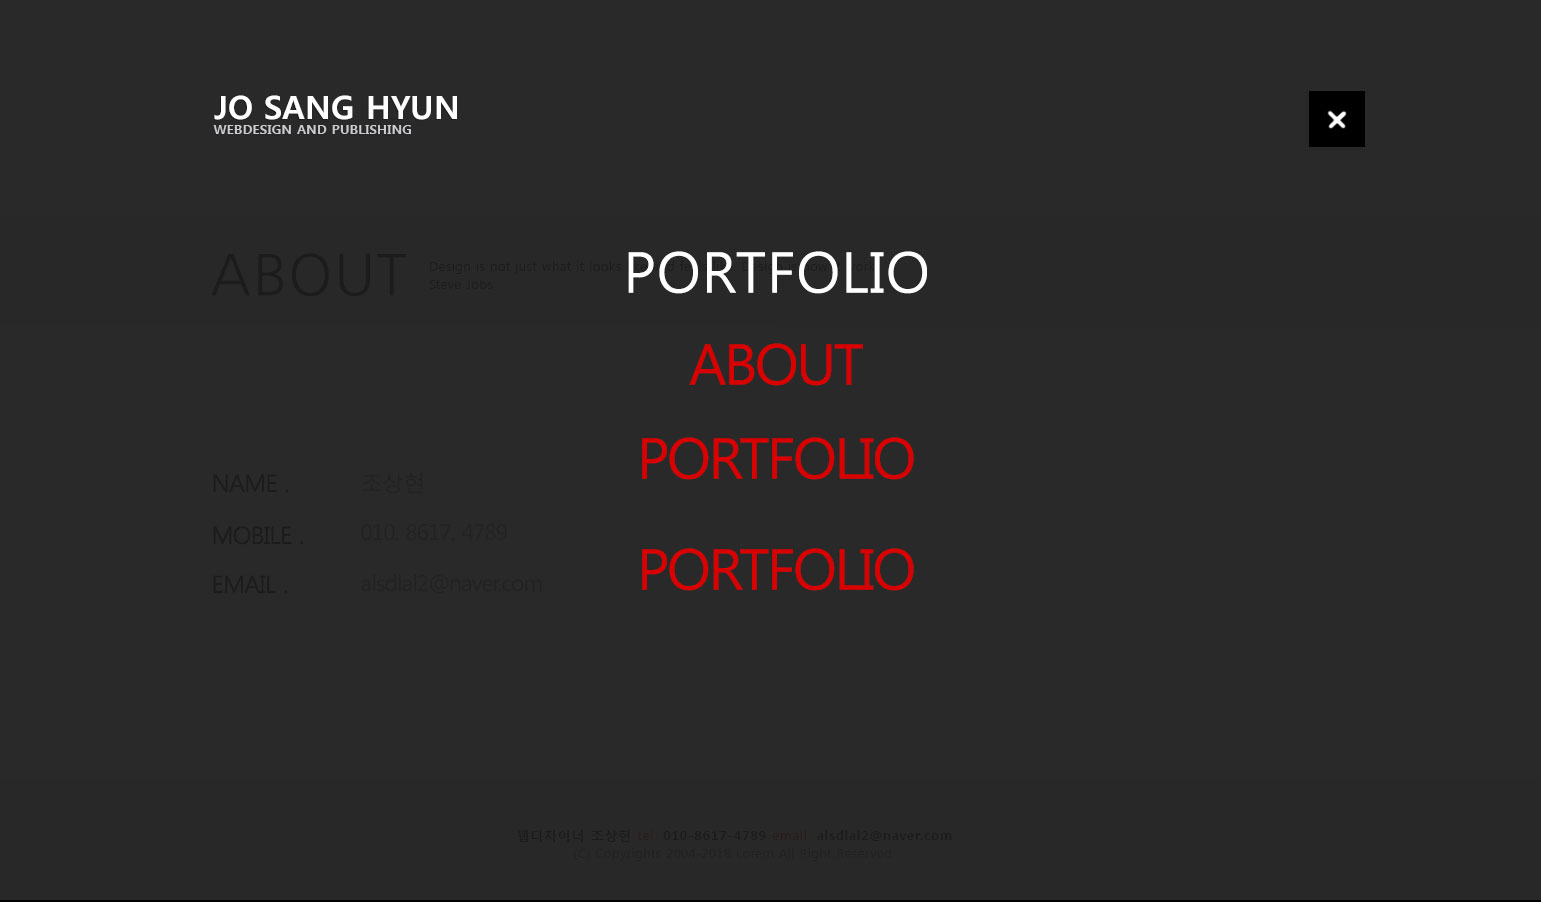 JO SANG HYUN
WEBDESIGN AND PUBLISHING
PORTFOLIO
ABOUT
Design is not just what it looks
Steve Jobs
ABOUT
PORTFOLIO
NAME . 조상현
MOBILE . 010. 8617. 4789
EMAIL . alsdlal2@naver.com
PORTFOLIO
웹디자이너 조상현 tel. 010-8617-4789 email. alsdlal2@naver.com
(C) Copyrights 2004-2016 Lorem All Right Reserved.